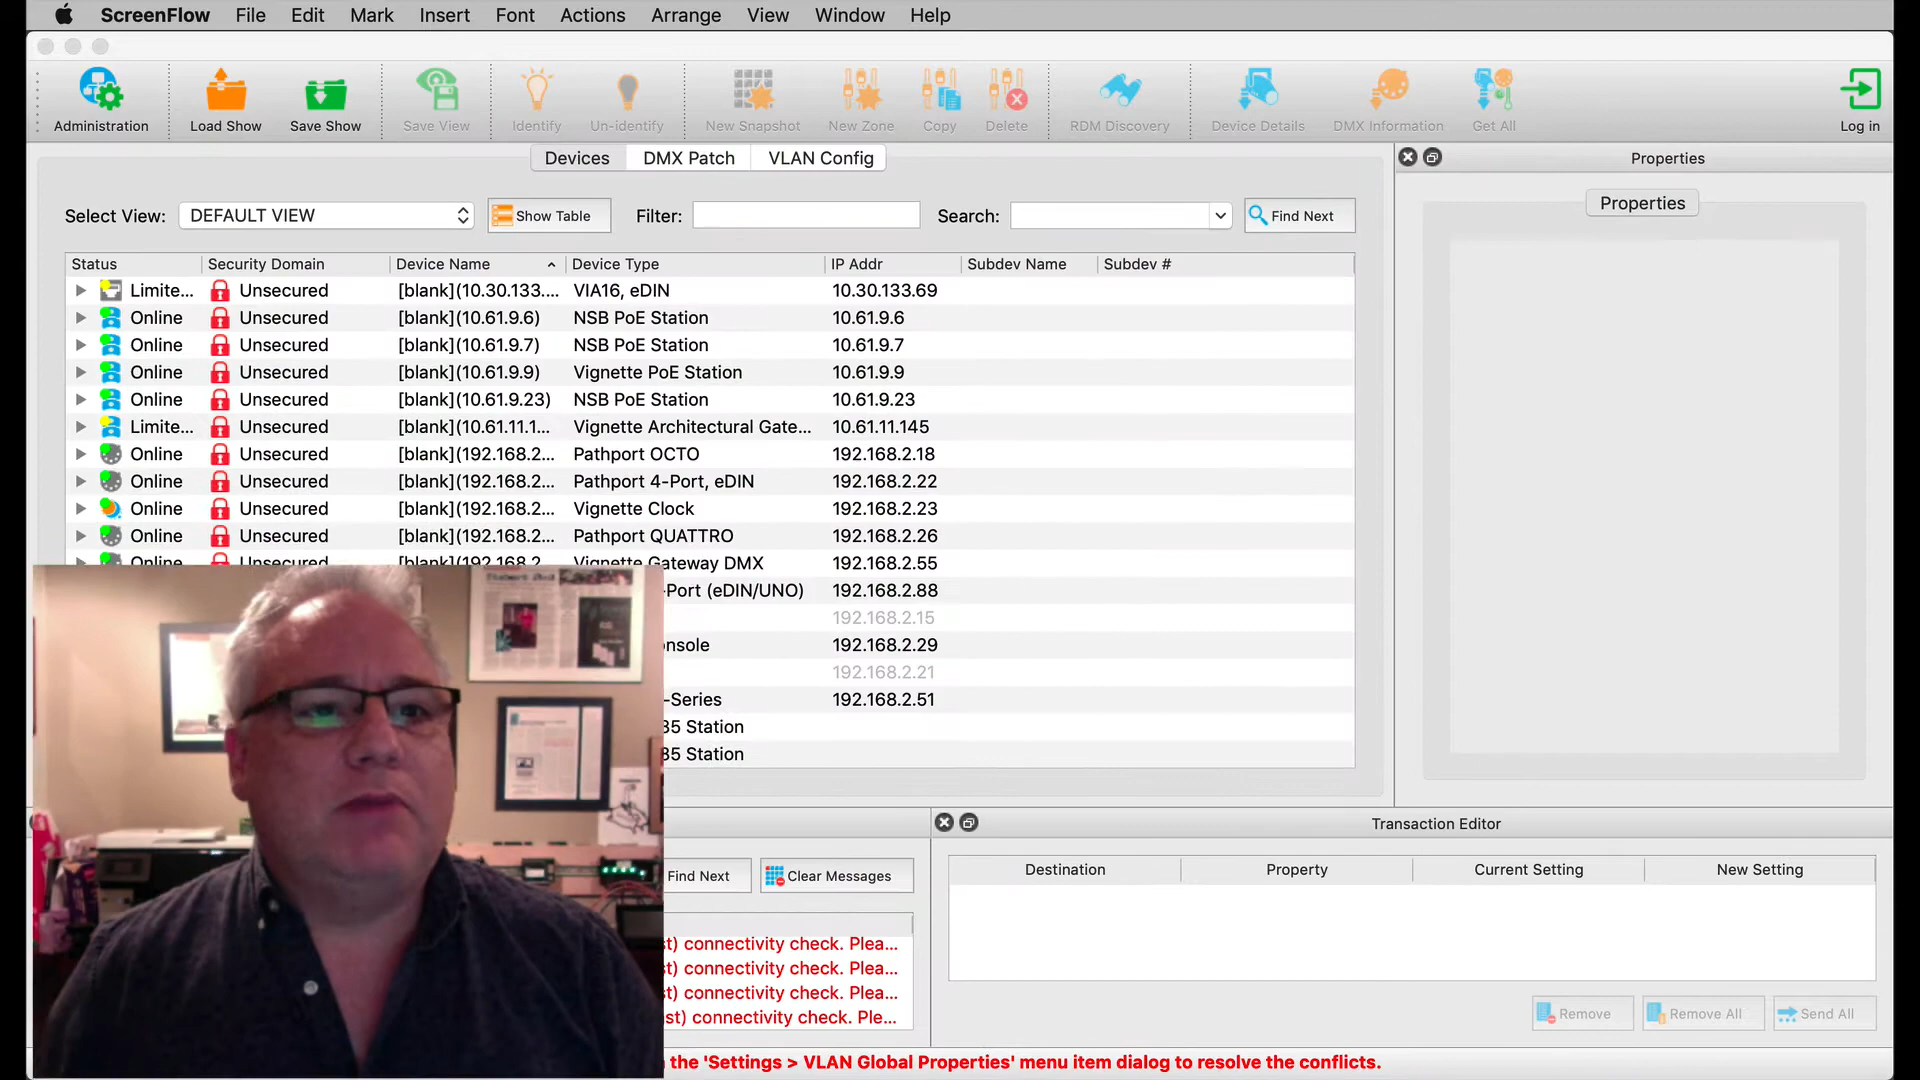 ScreenFlow File Edit Mark Insert Font Actions Arrange View Window Help
Administration Load Show Save Show Save View Identify Un-identify New Snapshot New Zone Copy Delete RDM Discovery Device Details DMX Information Get All Log in
Devices DMX Patch VLAN Config
Properties
Properties
Select View: DEFAULT VIEW Show Table Filter: Search: Find Next
Status Security Domain Device Name Device Type IP Addr Subdev Name Subdev #
Limite... Unsecured [blank](10.30.133.... VIA16, eDIN 10.30.133.69
Online Unsecured [blank](10.61.9.6) NSB PoE Station 10.61.9.6
Online Unsecured [blank](10.61.9.7) NSB PoE Station 10.61.9.7
Online Unsecured [blank](10.61.9.9) Vignette PoE Station 10.61.9.9
Online Unsecured [blank](10.61.9.23) NSB PoE Station 10.61.9.23
Limite... Unsecured [blank](10.61.11.1... Vignette Architectural Gate... 10.61.11.145
Online Unsecured [blank](192.168.2... Pathport OCTO 192.168.2.18
Online Unsecured [blank](192.168.2... Pathport 4-Port, eDIN 192.168.2.22
Online Unsecured [blank](192.168.2... Vignette Clock 192.168.2.23
Online Unsecured [blank](192.168.2... Pathport QUATTRO 192.168.2.26
Online Unsecured [blank](192.168.2... Vignette Gateway DMX 192.168.2.55
-Port (eDIN/UNO) 192.168.2.88
192.168.2.15
nsole 192.168.2.29
192.168.2.21
-Series 192.168.2.51
35 Station
35 Station
Transaction Editor
Find Next Clear Messages
Destination Property Current Setting New Setting
st) connectivity check. Plea...
st) connectivity check. Plea...
st) connectivity check. Plea...
st) connectivity check. Ple...
Remove Remove All Send All
the 'Settings > VLAN Global Properties' menu item dialog to resolve the conflicts.